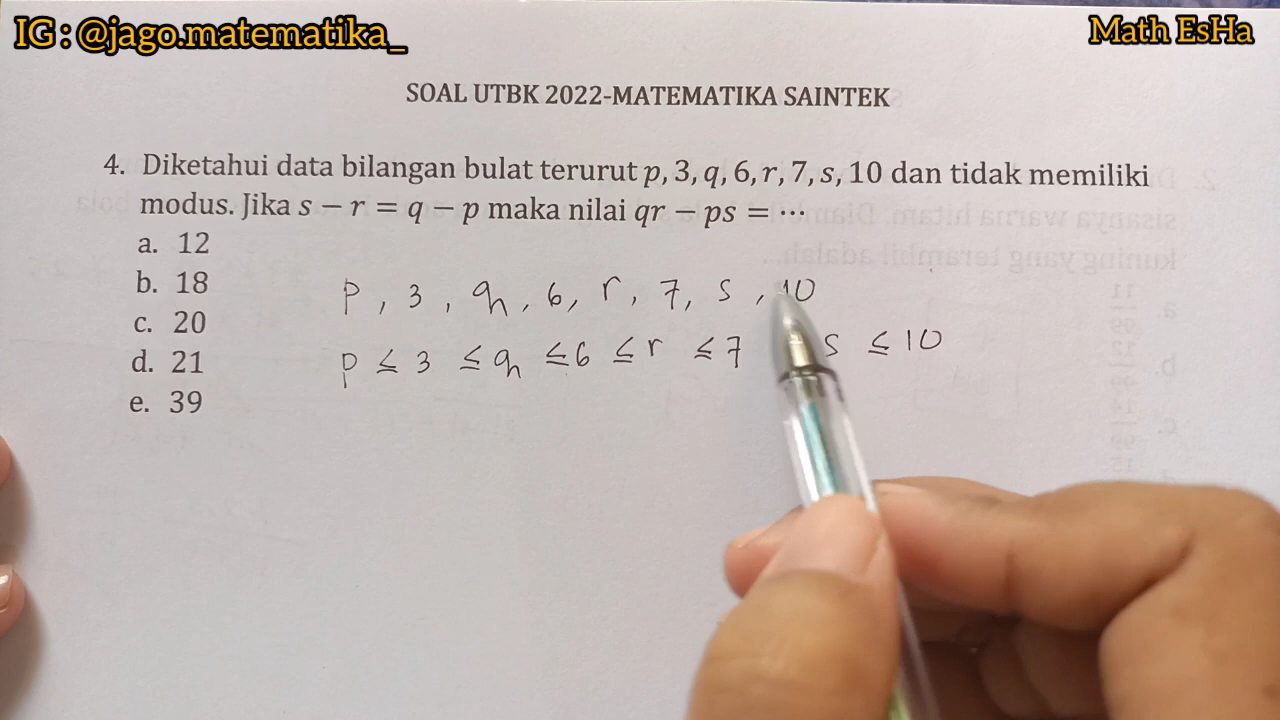 IG : @jago.matematika_
Math EsHa
SOAL UTBK 2022-MATEMATIKA SAINTEK
4. Diketahui data bilangan bulat terurut p, 3, q, 6, r, 7, s, 10 dan tidak memiliki
modus. Jika s − r = q − p maka nilai qr − ps = ⋯
a. 12
b. 18
c. 20
d. 21
e. 39
p , 3 , q , 6 , r , 7 , s , 10
p ≤ 3 ≤ q ≤ 6 ≤ r ≤ 7 s ≤ 10